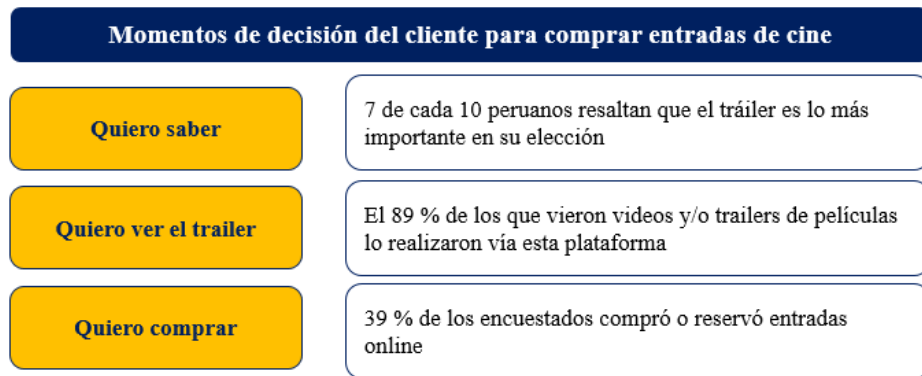 Momentos de decisión del cliente para comprar entradas de cine
Quiero saber
7 de cada 10 peruanos resaltan que el tráiler es lo más
importante en su elección
Quiero ver el trailer
El 89 % de los que vieron videos y/o trailers de películas
lo realizaron vía esta plataforma
Quiero comprar
39 % de los encuestados compró o reservó entradas
online